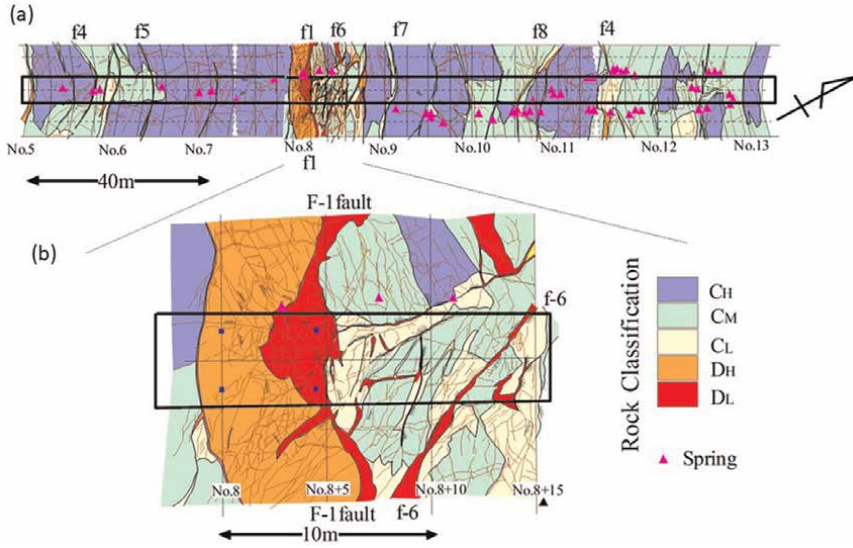 (a)
f4 f5 f1 f6 f7 f8 f4
No.5 No.6 No.7 No.8 No.9 No.10 No.11 No.12 No.13
f1
40m
F-1fault
(b)
f-6
Rock Classification
CH
CM
CL
DH
DL
Spring
No.8 No.8+5 No.8+10 No.8+15
F-1fault f-6
10m